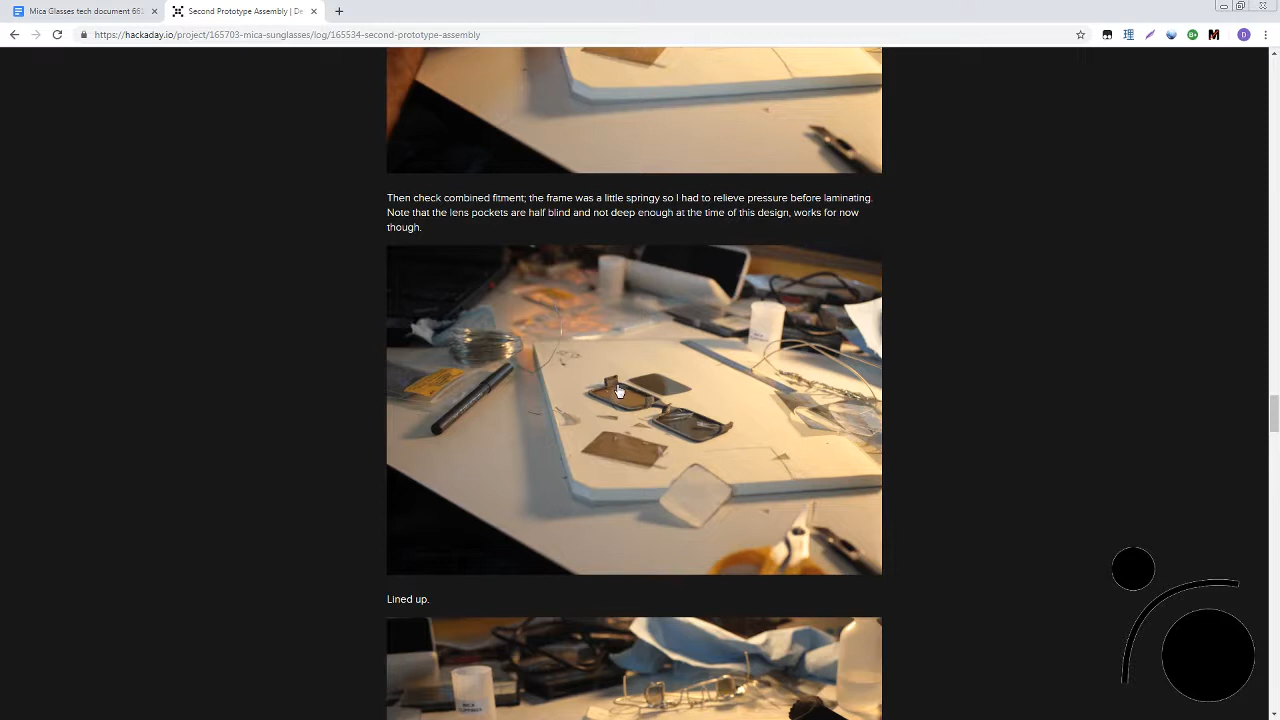 Mica Glasses tech document 66
Second Prototype Assembly | De
https://hackaday.io/project/165703-mica-sunglasses/log/165534-second-prototype-assembly
Then check combined fitment; the frame was a little springy so I had to relieve pressure before laminating.
Note that the lens pockets are half blind and not deep enough at the time of this design, works for now
though.
Lined up.